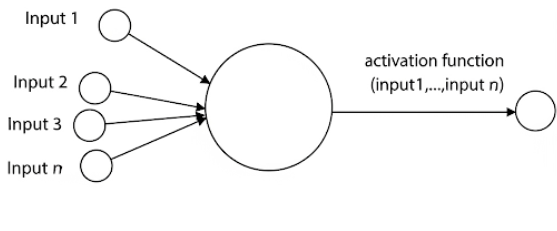 Input 1
Input 2
Input 3
Input n
activation function
(input1,...,input n)